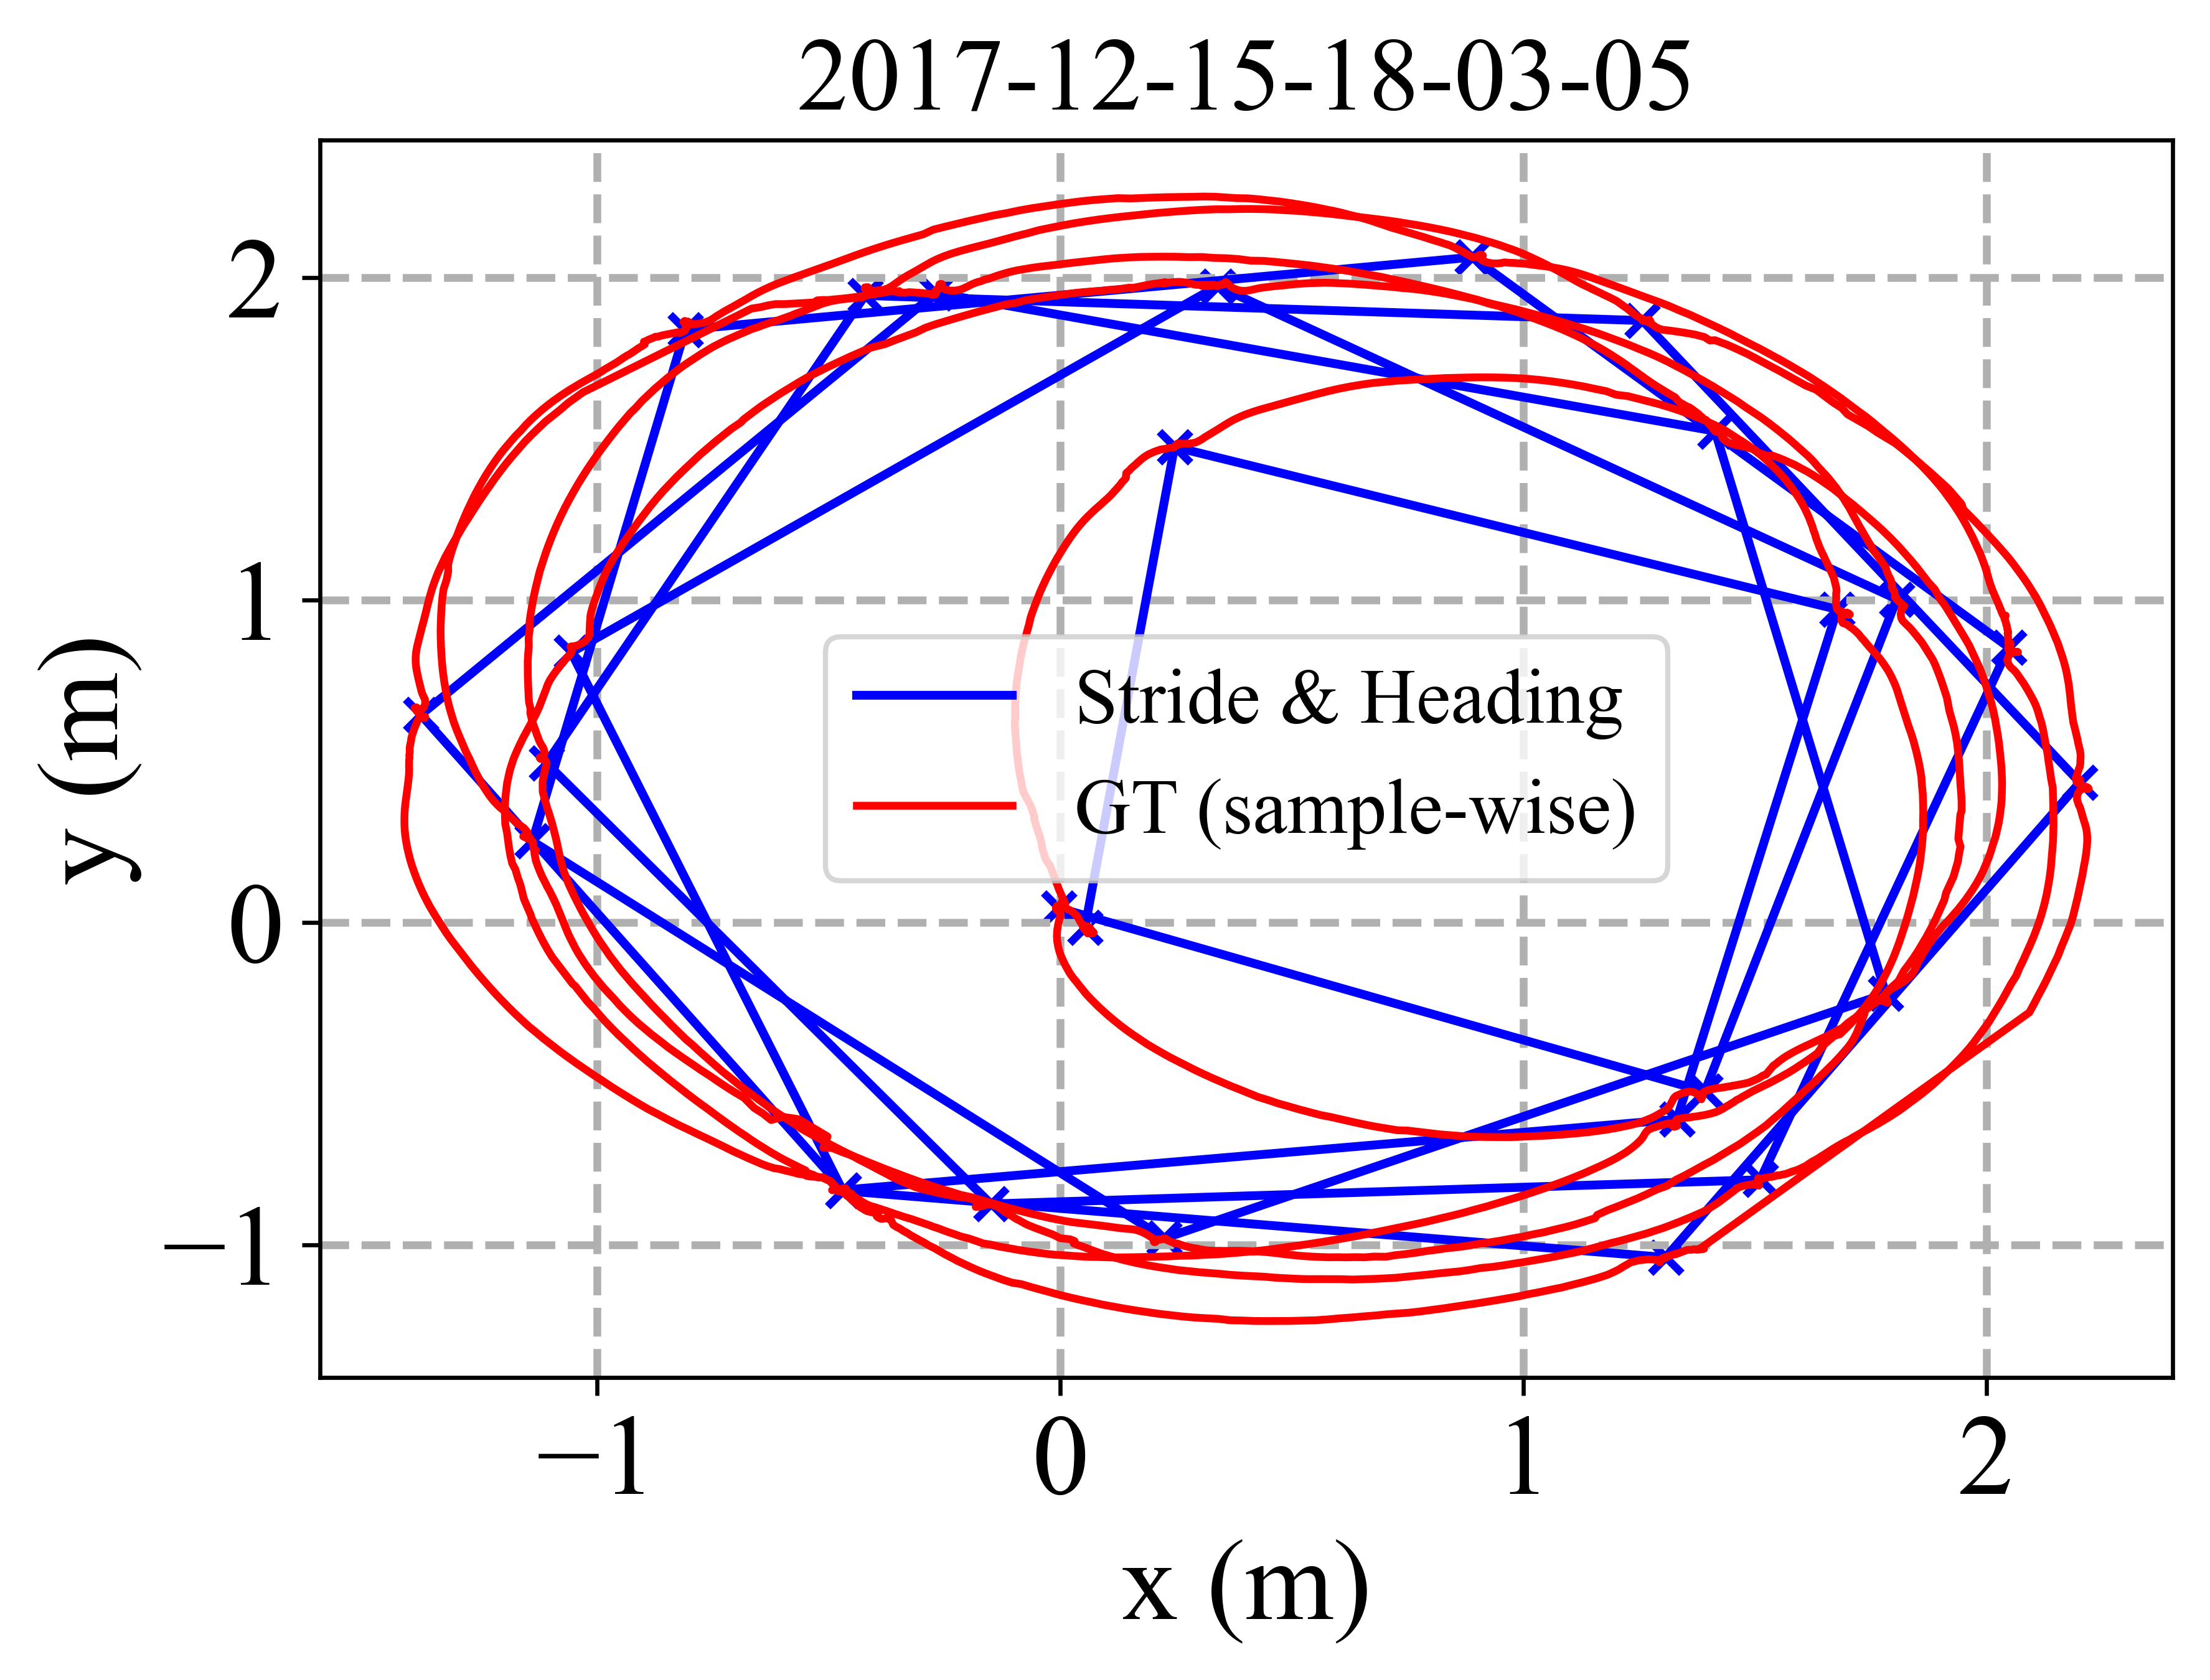 2017-12-15-18-03-05
2
1
0
−1
y (m)
Stride & Heading
GT (sample-wise)
−1 0 1 2
x (m)